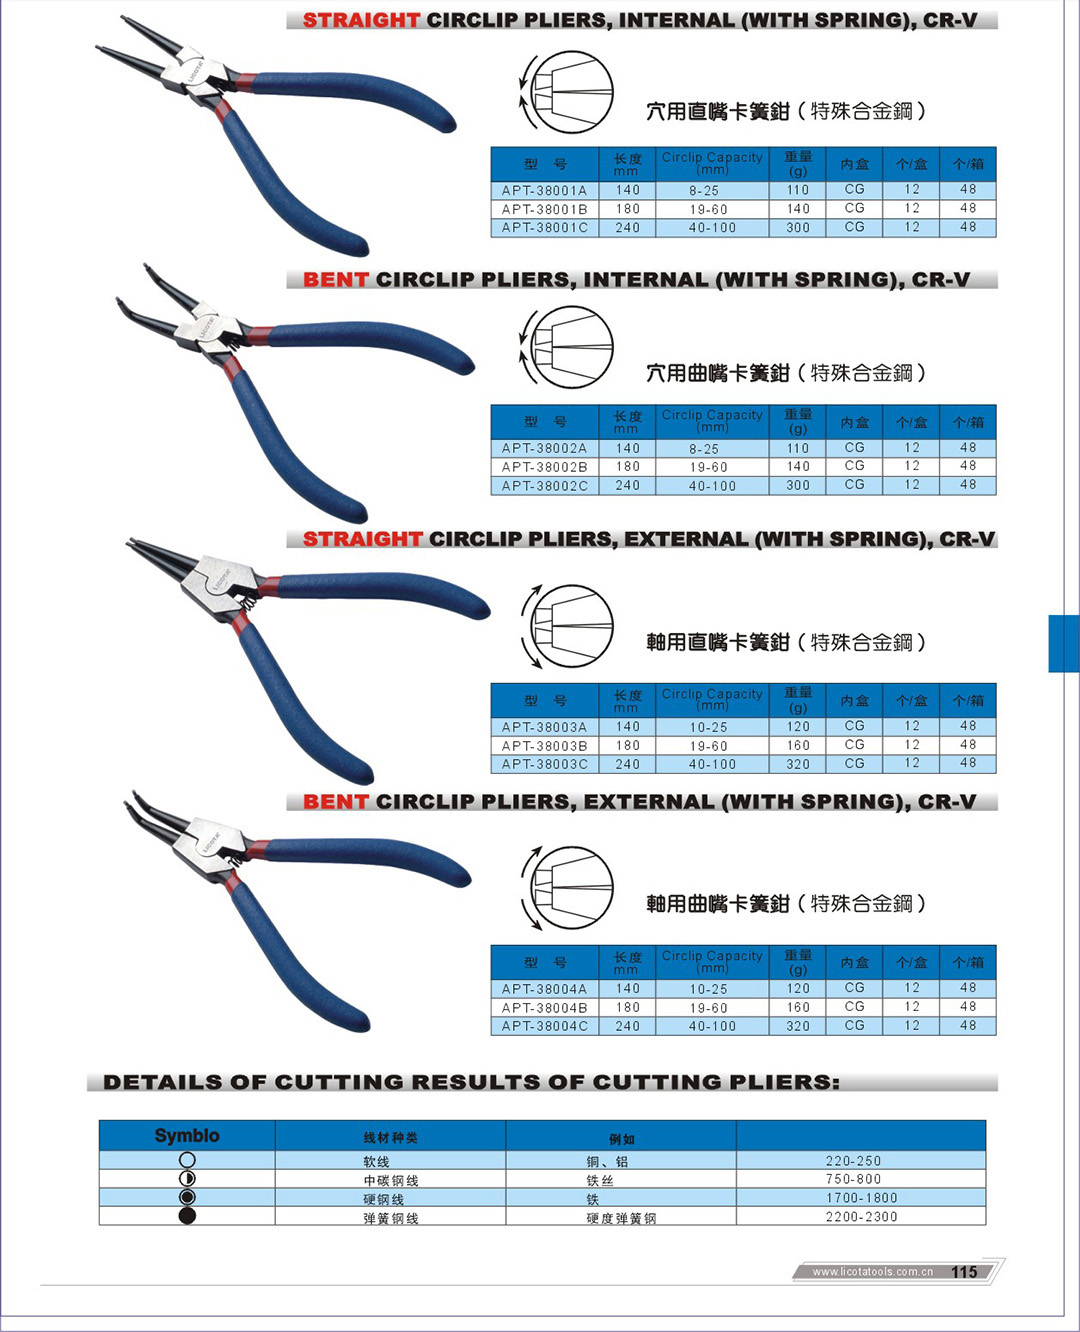 STRAIGHT CIRCLIP PLIERS, INTERNAL (WITH SPRING), CR-V
LICOTA
穴用直嘴卡簧鉗（特殊合金鋼）
型 号 长度 mm Circlip Capacity (mm) 重量 (g) 内盒 个/盒 个/箱
APT-38001A 140 8-25 110 CG 12 48
APT-38001B 180 19-60 140 CG 12 48
APT-38001C 240 40-100 300 CG 12 48
BENT CIRCLIP PLIERS, INTERNAL (WITH SPRING), CR-V
LICOTA
穴用曲嘴卡簧鉗（特殊合金鋼）
型 号 长度 mm Circlip Capacity (mm) 重量 (g) 内盒 个/盒 个/箱
APT-38002A 140 8-25 110 CG 12 48
APT-38002B 180 19-60 140 CG 12 48
APT-38002C 240 40-100 300 CG 12 48
STRAIGHT CIRCLIP PLIERS, EXTERNAL (WITH SPRING), CR-V
LICOTA
軸用直嘴卡簧鉗（特殊合金鋼）
型 号 长度 mm Circlip Capacity (mm) 重量 (g) 内盒 个/盒 个/箱
APT-38003A 140 10-25 120 CG 12 48
APT-38003B 180 19-60 160 CG 12 48
APT-38003C 240 40-100 320 CG 12 48
BENT CIRCLIP PLIERS, EXTERNAL (WITH SPRING), CR-V
LICOTA
軸用曲嘴卡簧鉗（特殊合金鋼）
型 号 长度 mm Circlip Capacity (mm) 重量 (g) 内盒 个/盒 个/箱
APT-38004A 140 10-25 120 CG 12 48
APT-38004B 180 19-60 160 CG 12 48
APT-38004C 240 40-100 320 CG 12 48
DETAILS OF CUTTING RESULTS OF CUTTING PLIERS:
Symblo 线材种类 例如
软线 铜、铝 220-250
中碳钢线 铁丝 750-800
硬钢线 铁 1700-1800
弹簧钢线 硬度弹簧钢 2200-2300
www.licotatools.com.cn 115